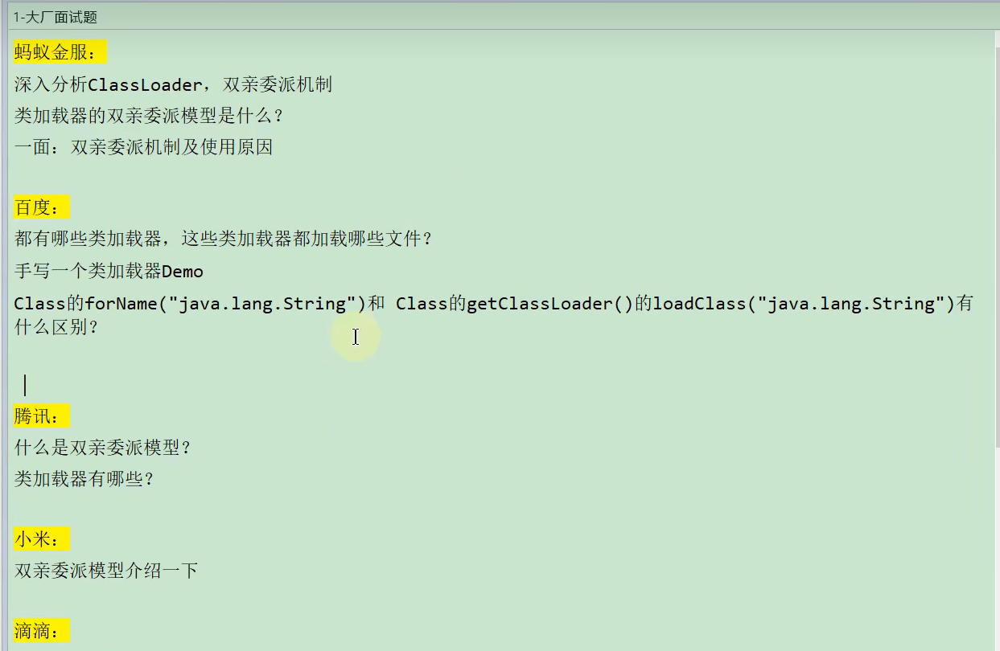 1-大厂面试题
蚂蚁金服：
深入分析ClassLoader，双亲委派机制
类加载器的双亲委派模型是什么？
一面：双亲委派机制及使用原因
百度：
都有哪些类加载器，这些类加载器都加载哪些文件？
手写一个类加载器Demo
Class的forName("java.lang.String")和 Class的getClassLoader()的loadClass("java.lang.String")有
什么区别？
腾讯：
什么是双亲委派模型？
类加载器有哪些？
小米：
双亲委派模型介绍一下
滴滴：